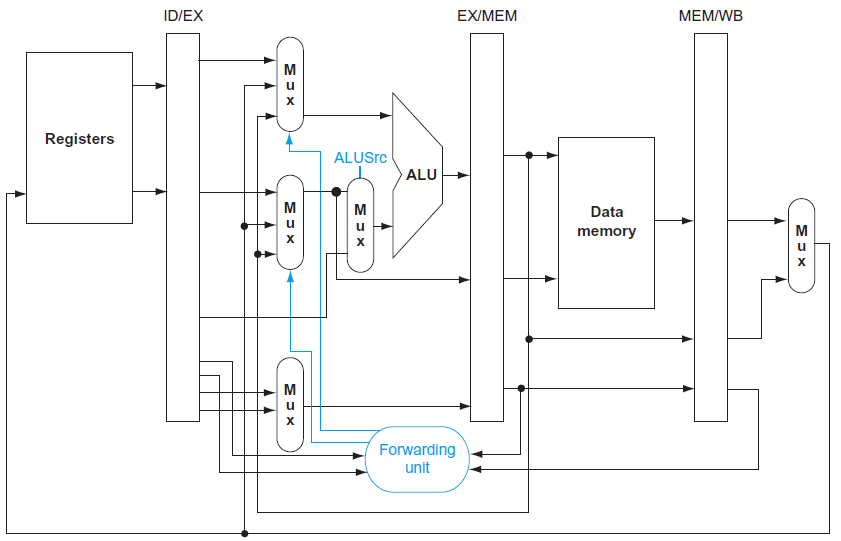 ID/EX
EX/MEM
MEM/WB
M
u
x
Registers
ALUSrc
ALU
M
u
x
M
u
x
Data
memory
M
u
x
M
u
x
Forwarding
unit